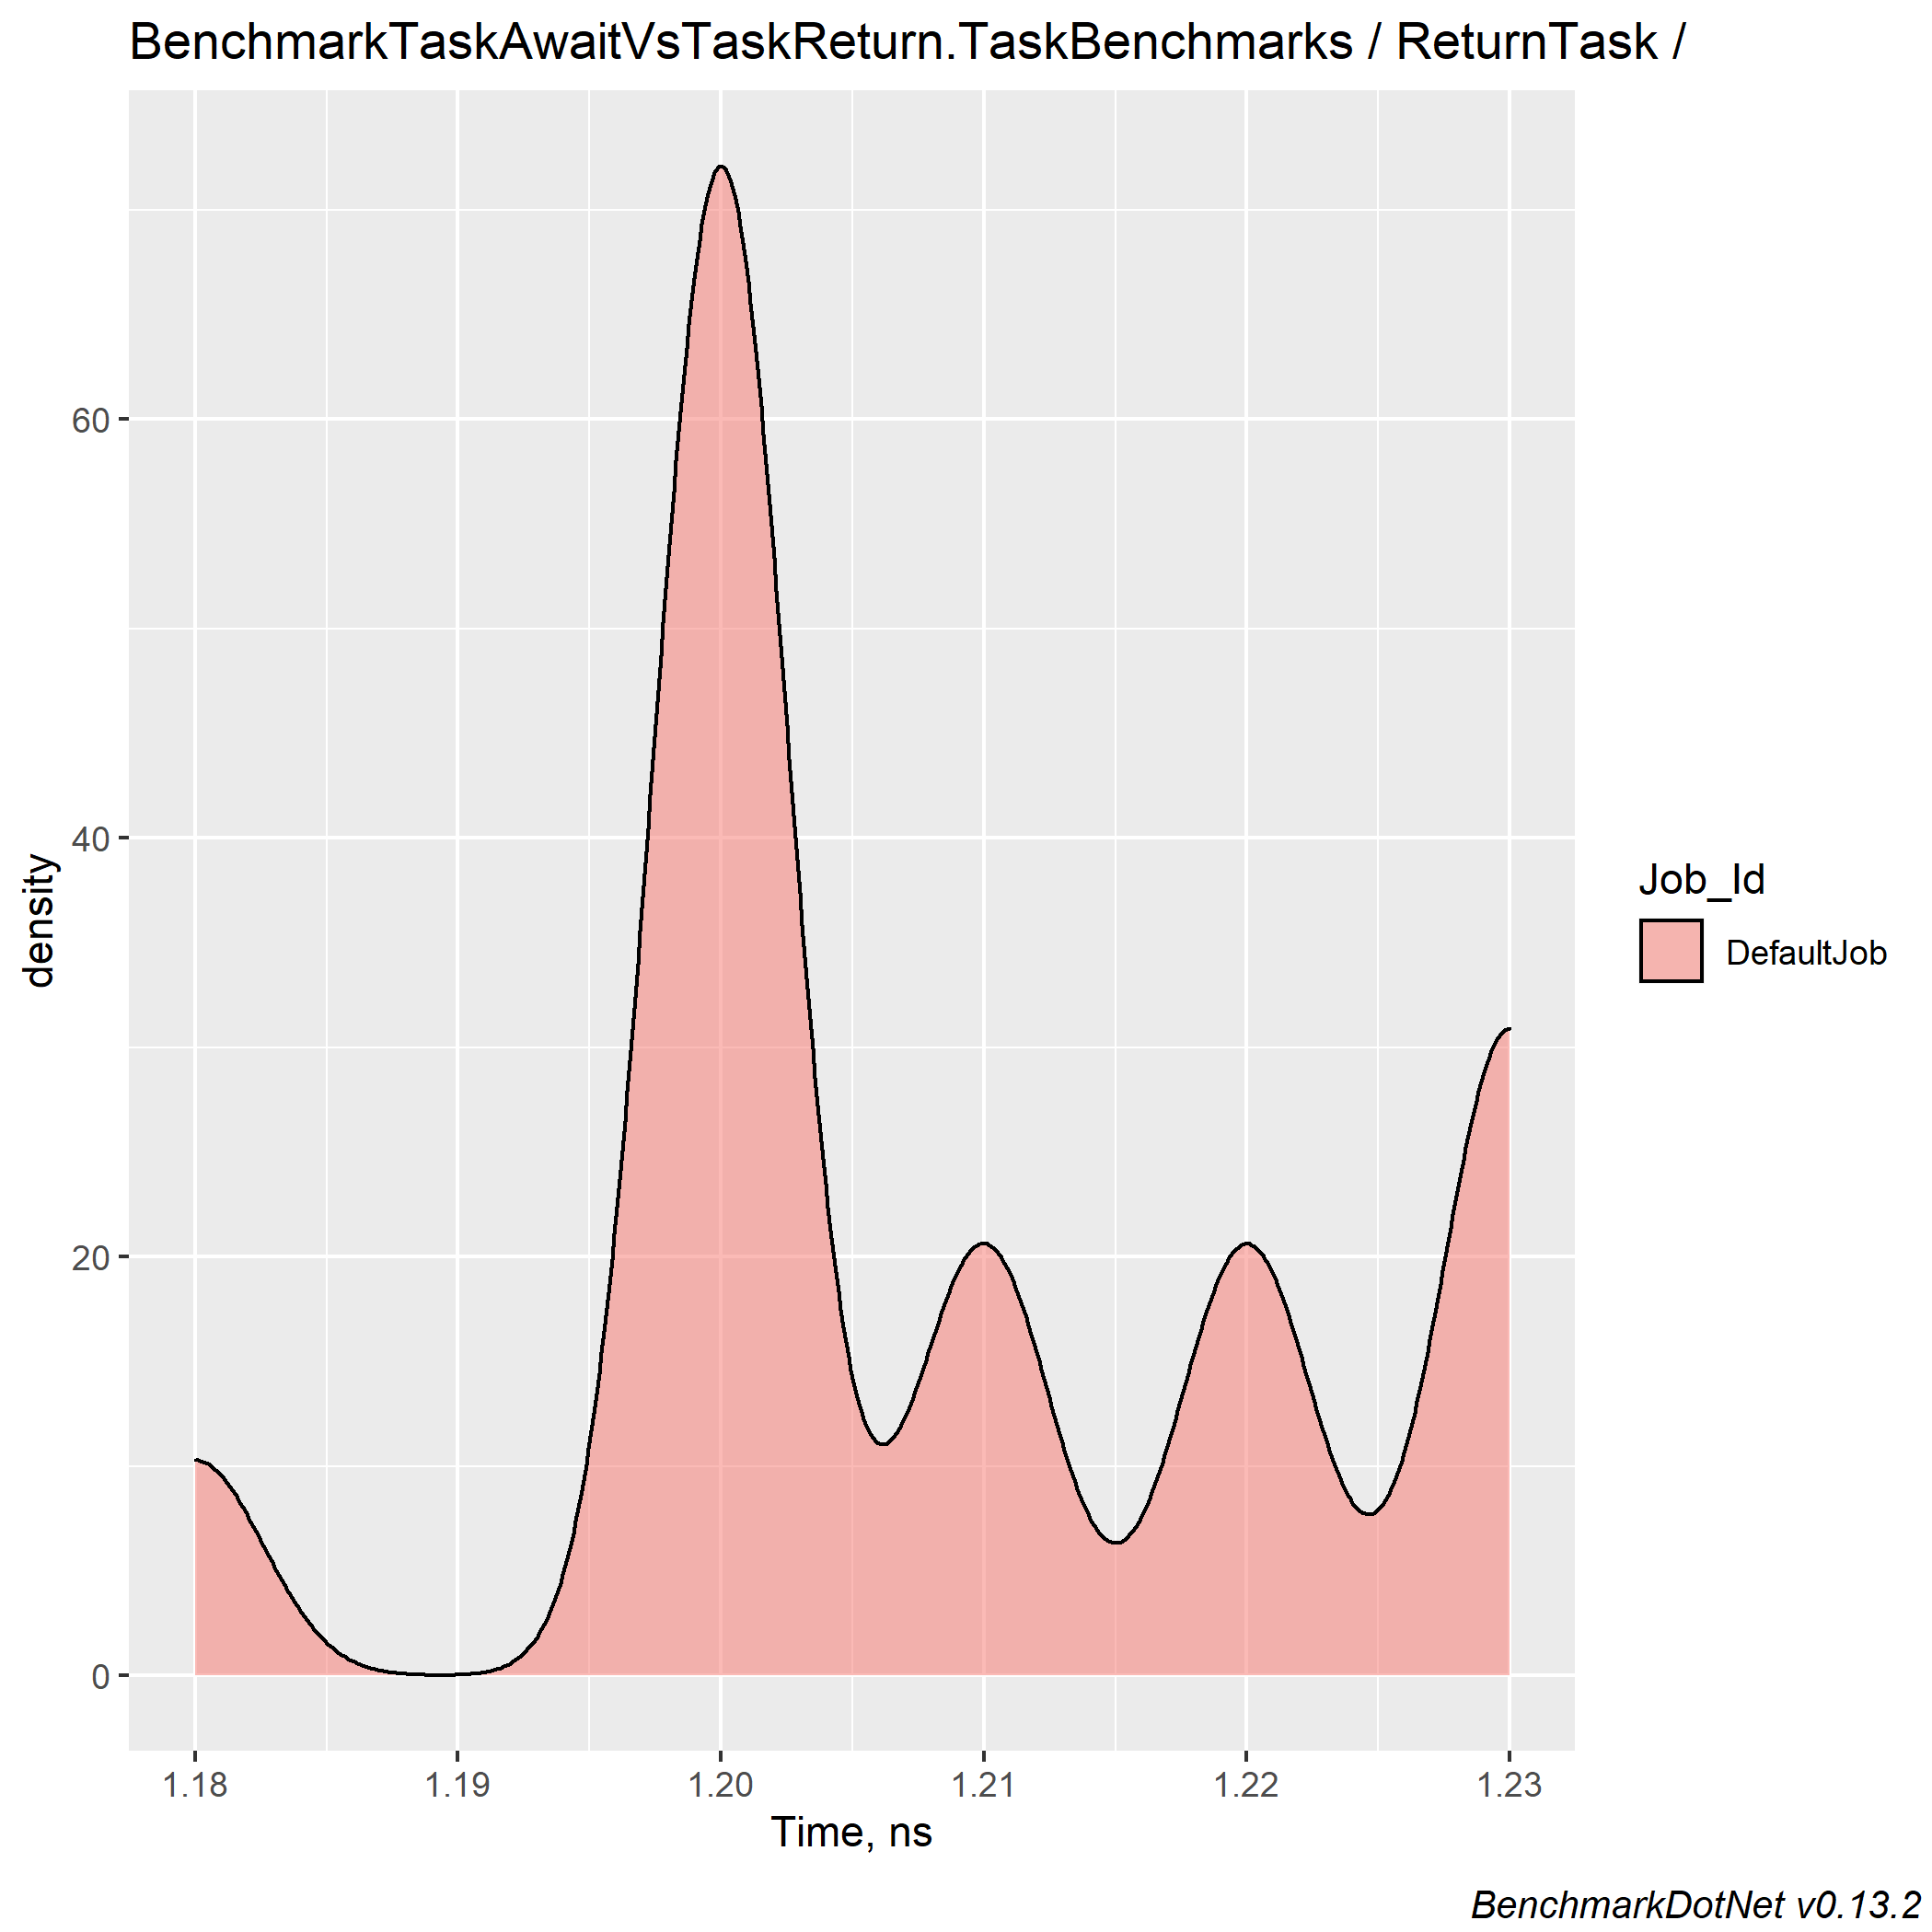 BenchmarkTaskAwaitVsTaskReturn.TaskBenchmarks / ReturnTask /
density
60
40
20
0
1.18 1.19 1.20 1.21 1.22 1.23
Time, ns
Job_Id
DefaultJob
BenchmarkDotNet v0.13.2